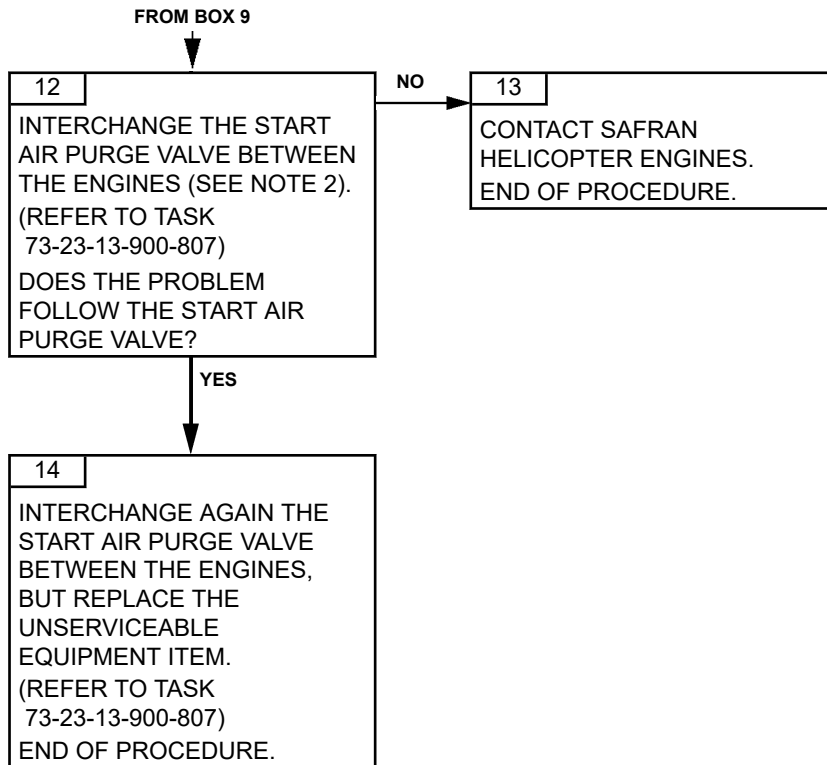 FROM BOX 9
12
INTERCHANGE THE START
AIR PURGE VALVE BETWEEN
THE ENGINES (SEE NOTE 2).
(REFER TO TASK
73-23-13-900-807)
DOES THE PROBLEM
FOLLOW THE START AIR
PURGE VALVE?
NO
13
CONTACT SAFRAN
HELICOPTER ENGINES.
END OF PROCEDURE.
YES
14
INTERCHANGE AGAIN THE
START AIR PURGE VALVE
BETWEEN THE ENGINES,
BUT REPLACE THE
UNSERVICEABLE
EQUIPMENT ITEM.
(REFER TO TASK
73-23-13-900-807)
END OF PROCEDURE.